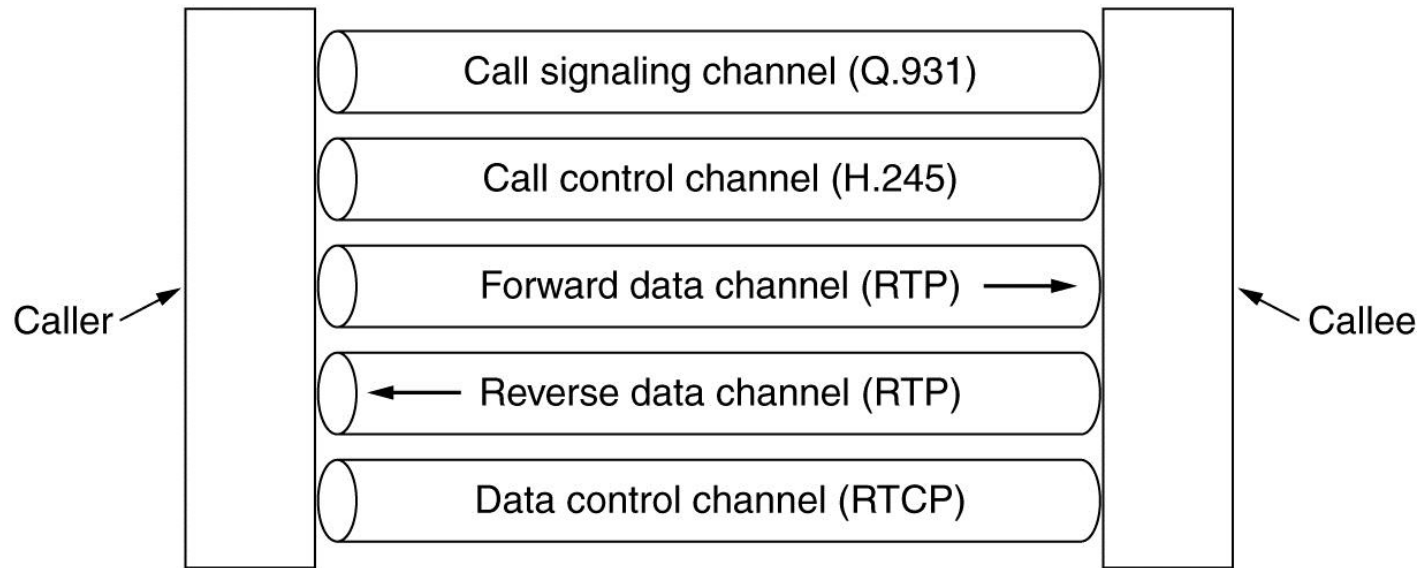 Call signaling channel (Q.931)
Call control channel (H.245)
Forward data channel (RTP)
Caller
Callee
Reverse data channel (RTP)
Data control channel (RTCP)